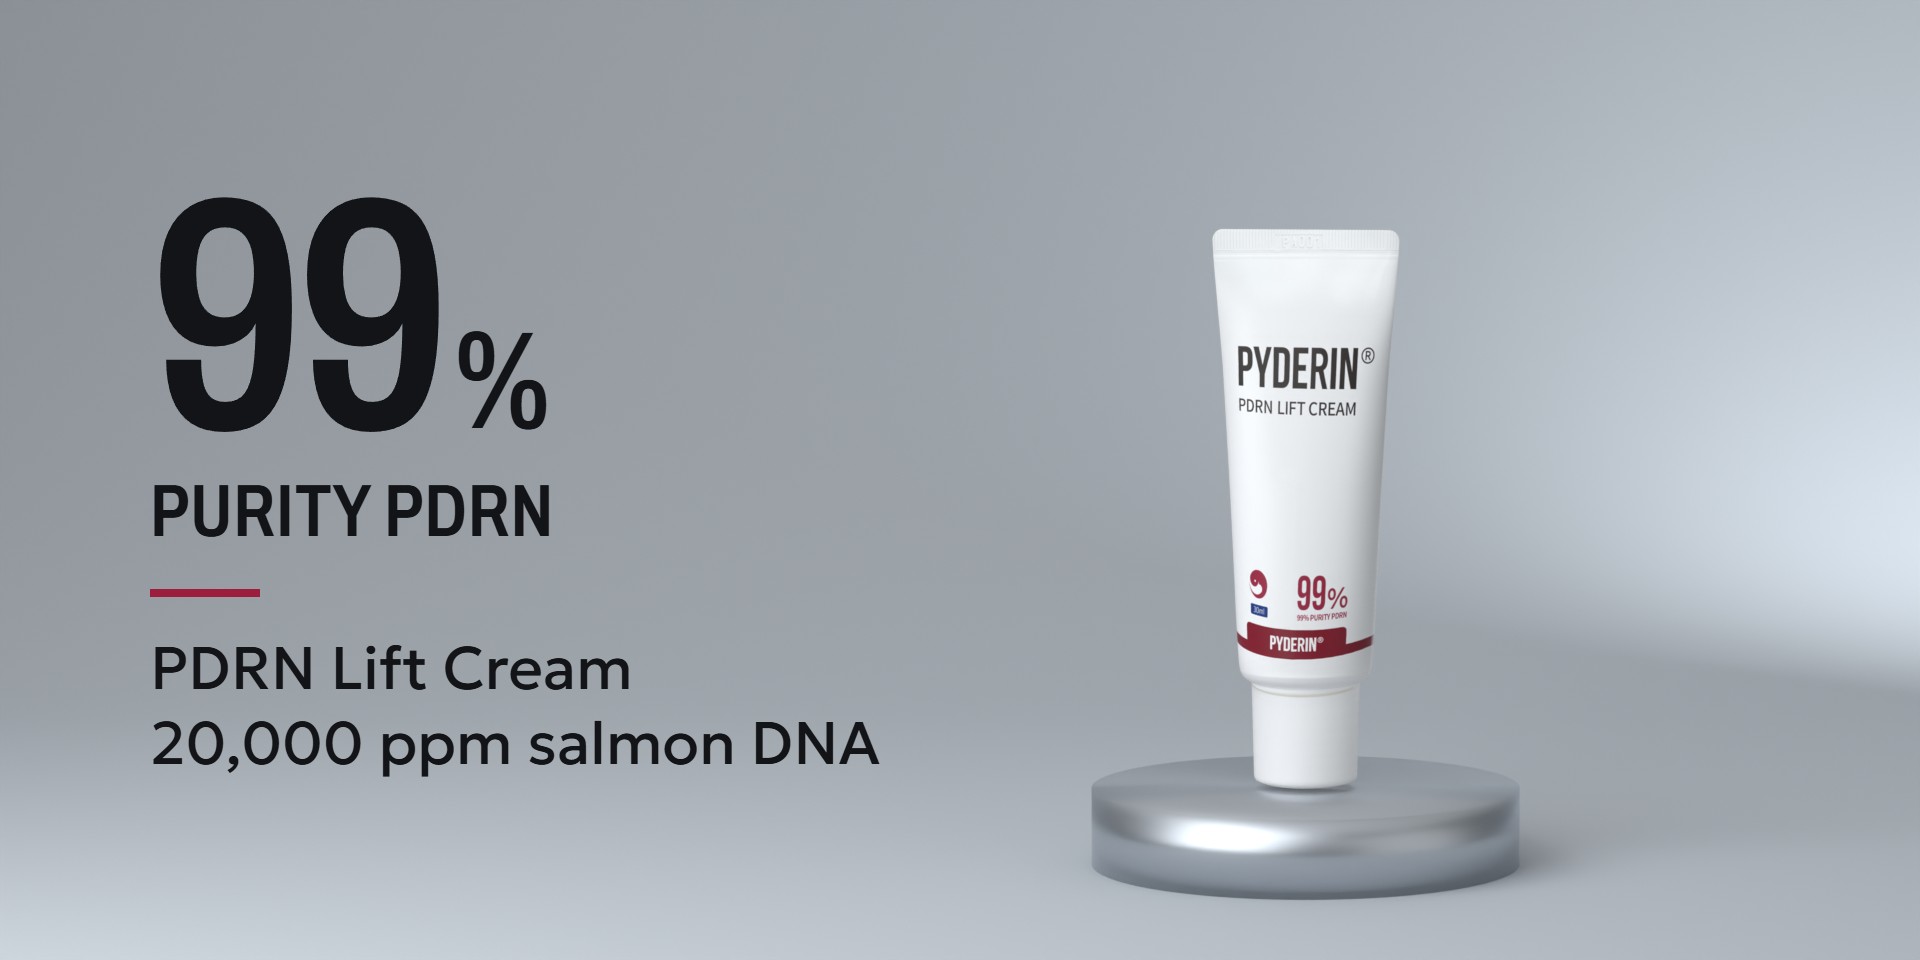 99%
PURITY PDRN
PDRN Lift Cream
20,000 ppm salmon DNA
PYDERIN®
PDRN LIFT CREAM
30ml
99%
99% PURITY PDRN
PYDERIN®